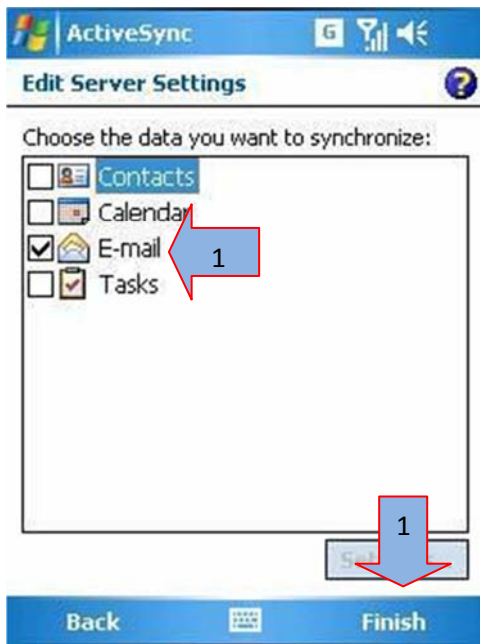 ActiveSync G
Edit Server Settings ?
Choose the data you want to synchronize:
Contacts
Calendar
E-mail
1
Tasks
1
Back Finish